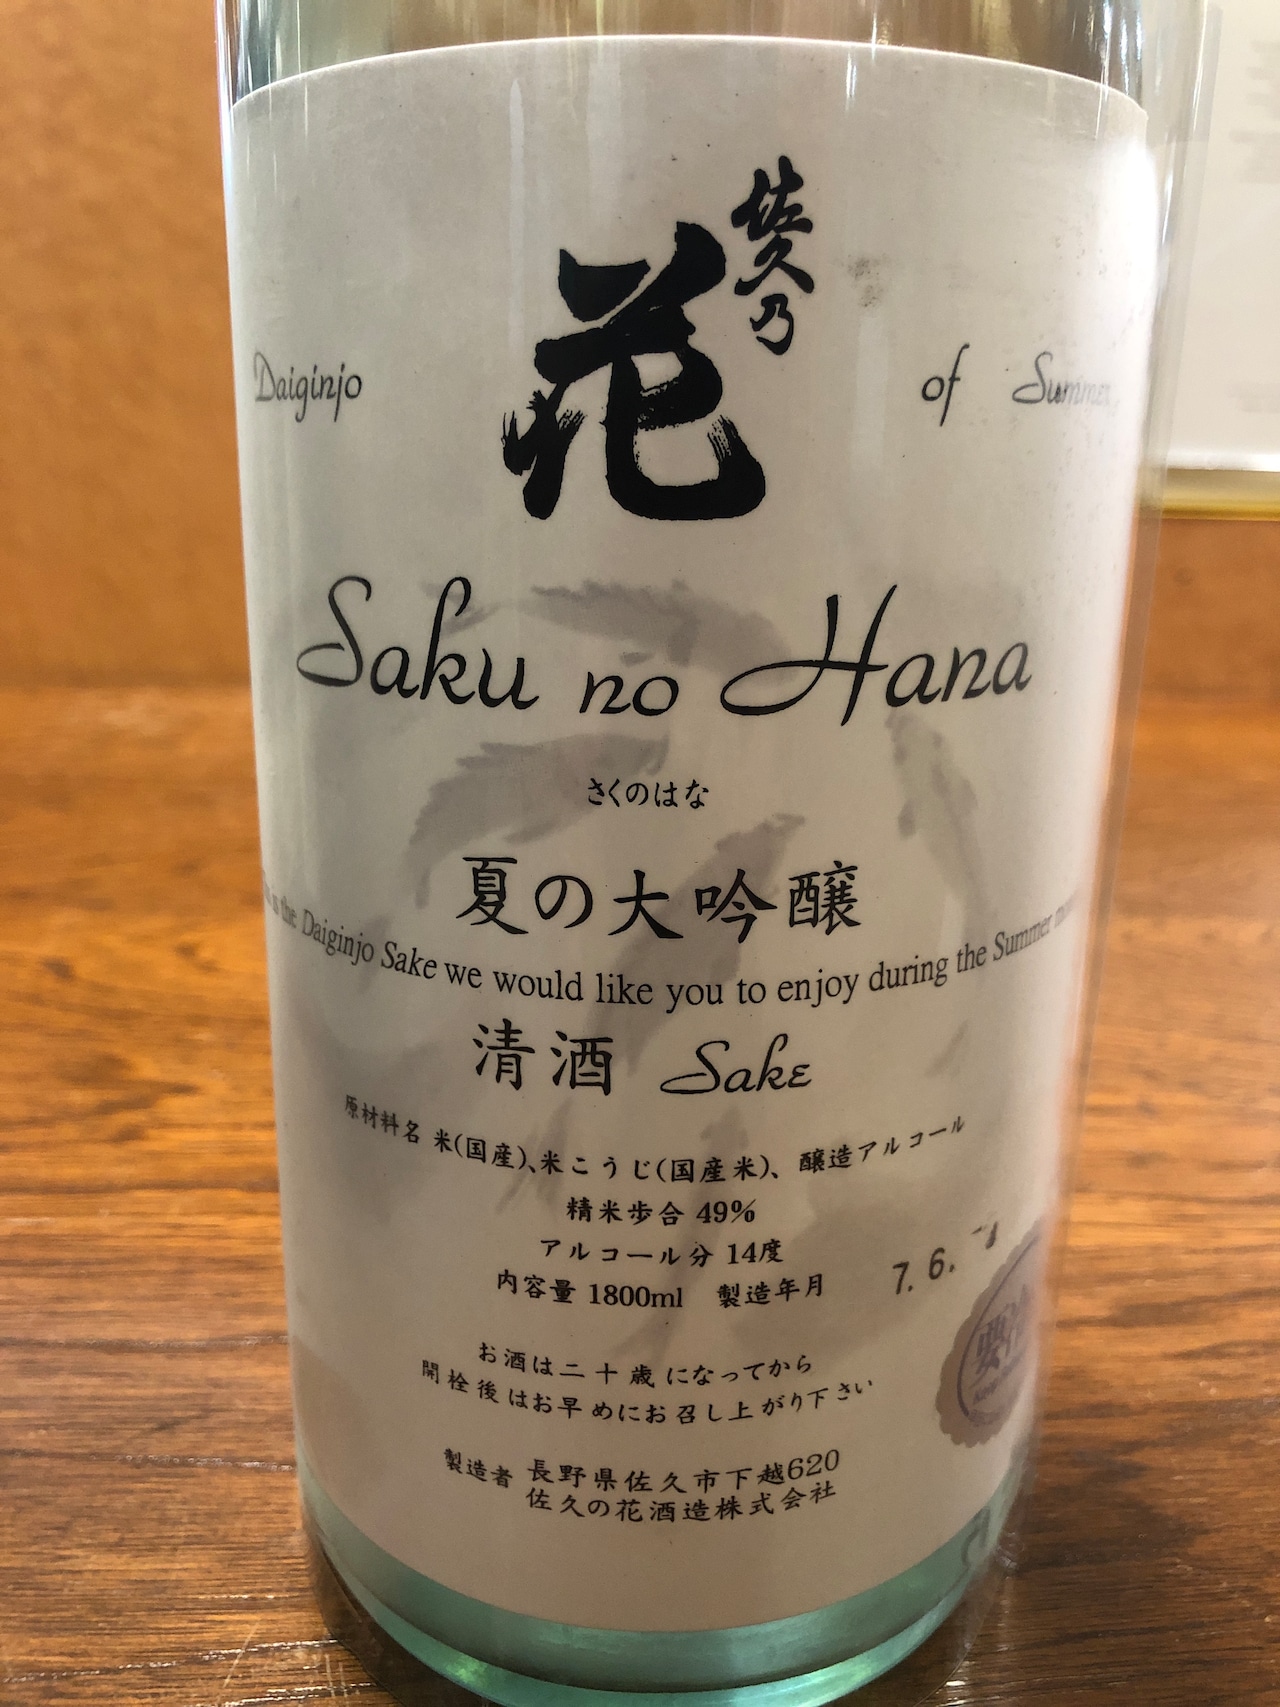 佐久乃
花
Daiginjo of Summer
Saku no Hana
さくのはな
夏の大吟醸
the Daiginjo Sake we would like you to enjoy during the Summer
清酒 Sake
原材料名 米(国産)、米こうじ(国産米)、醸造アルコール
精米歩合 49%
アルコール分 14度
内容量 1800ml 製造年月 7.6.
お酒は二十歳になってから
開栓後はお早めにお召し上がり下さい
製造者 長野県佐久市下越620
佐久の花酒造株式会社